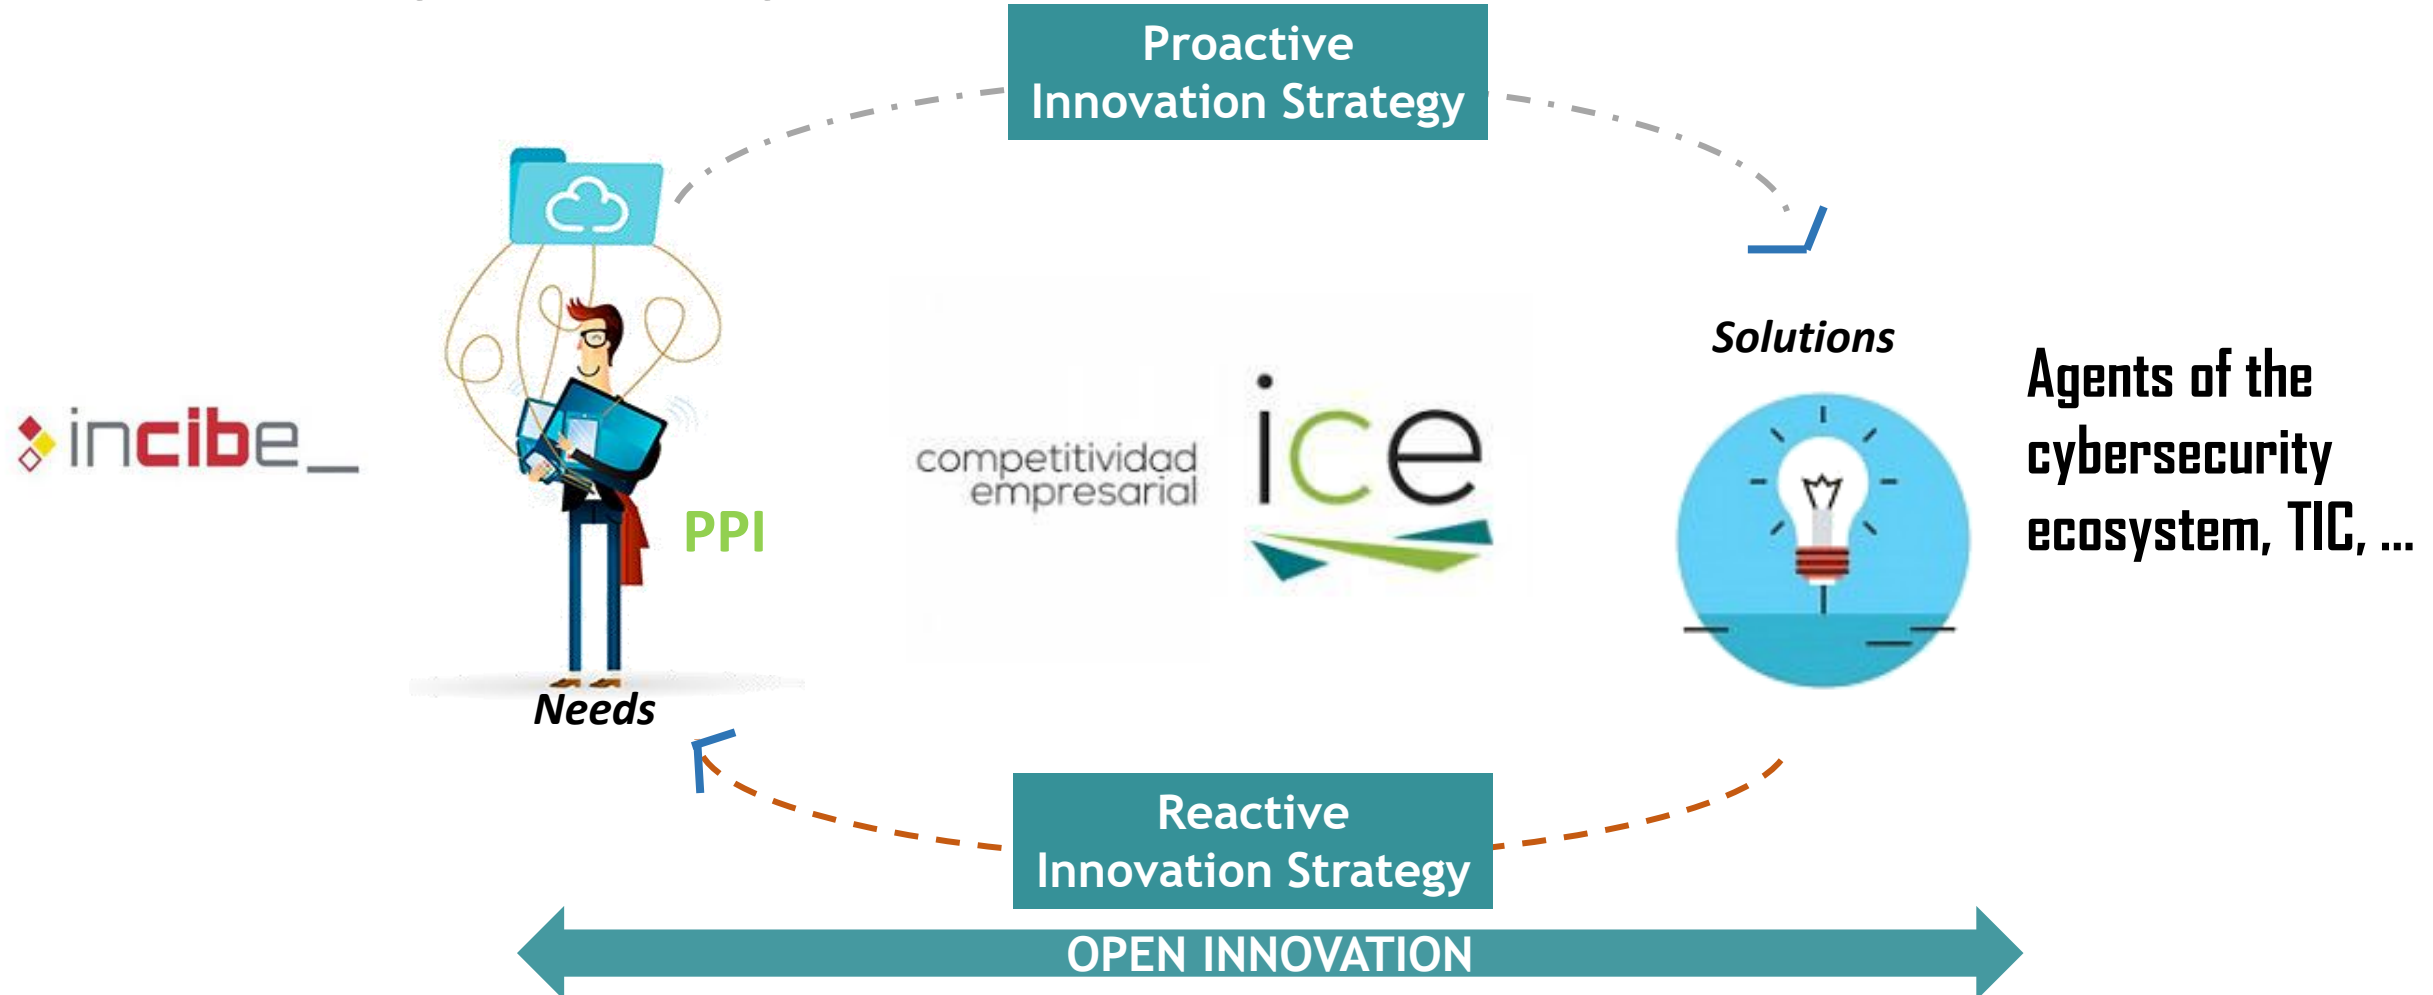 Proactive
Innovation Strategy
Solutions
Agents of the
cybersecurity
ecosystem, TIC, ...
incibe_
competitividad
empresarial
ice
PPI
Needs
Reactive
Innovation Strategy
OPEN INNOVATION